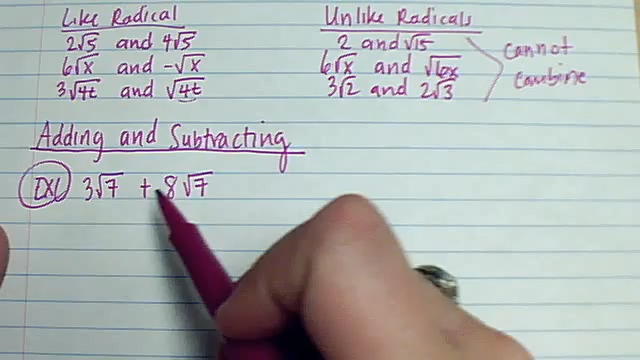 Like Radical
2√5 and 4√5
6√x and -√x
3√4t and √4t
Unlike Radicals
2 and √15
6√x and √6x
3√2 and 2√3
cannot
combine
Adding and Subtracting
3√7 + 8√7